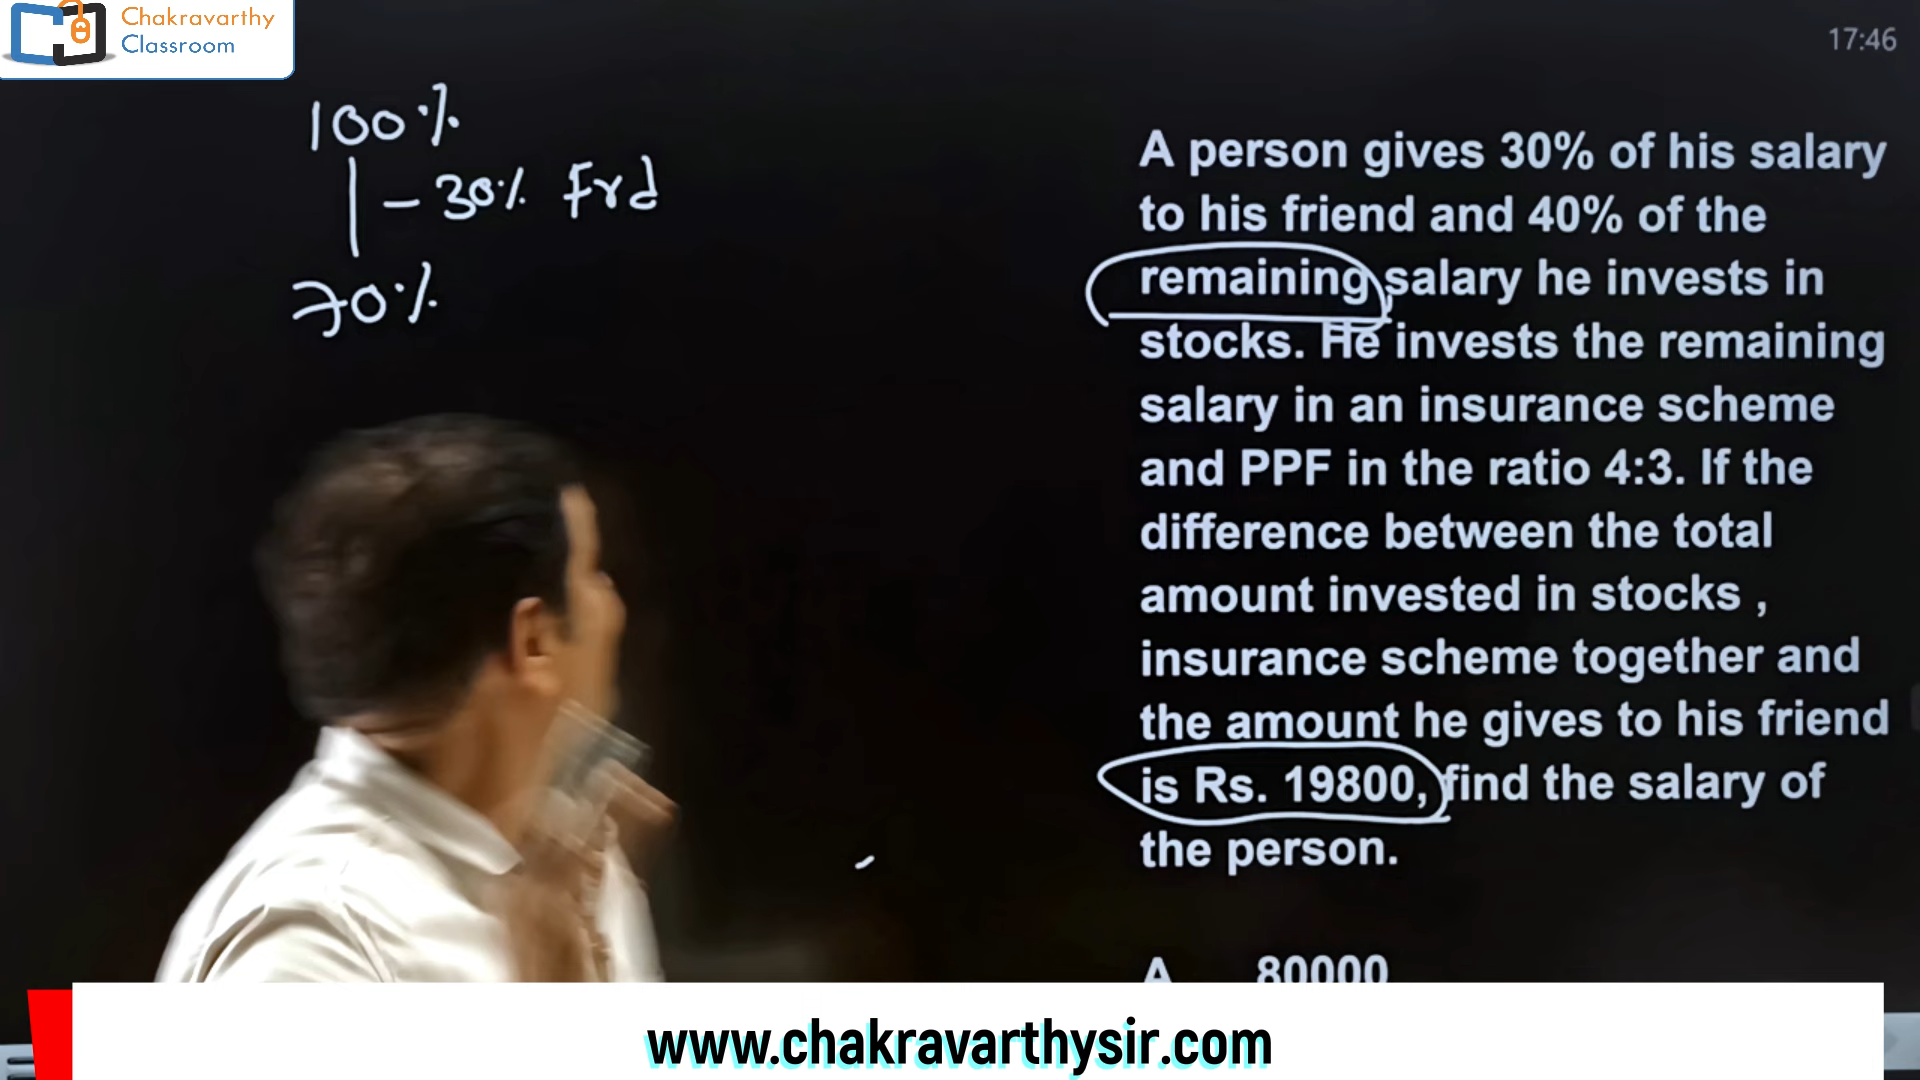 Chakravarthy
Classroom
17:46
100%
- 30% Frd
70%
A person gives 30% of his salary
to his friend and 40% of the
remaining salary he invests in
stocks. He invests the remaining
salary in an insurance scheme
and PPF in the ratio 4:3. If the
difference between the total
amount invested in stocks ,
insurance scheme together and
the amount he gives to his friend
is Rs. 19800, find the salary of
the person.
A 80000
www.chakravarthysir.com